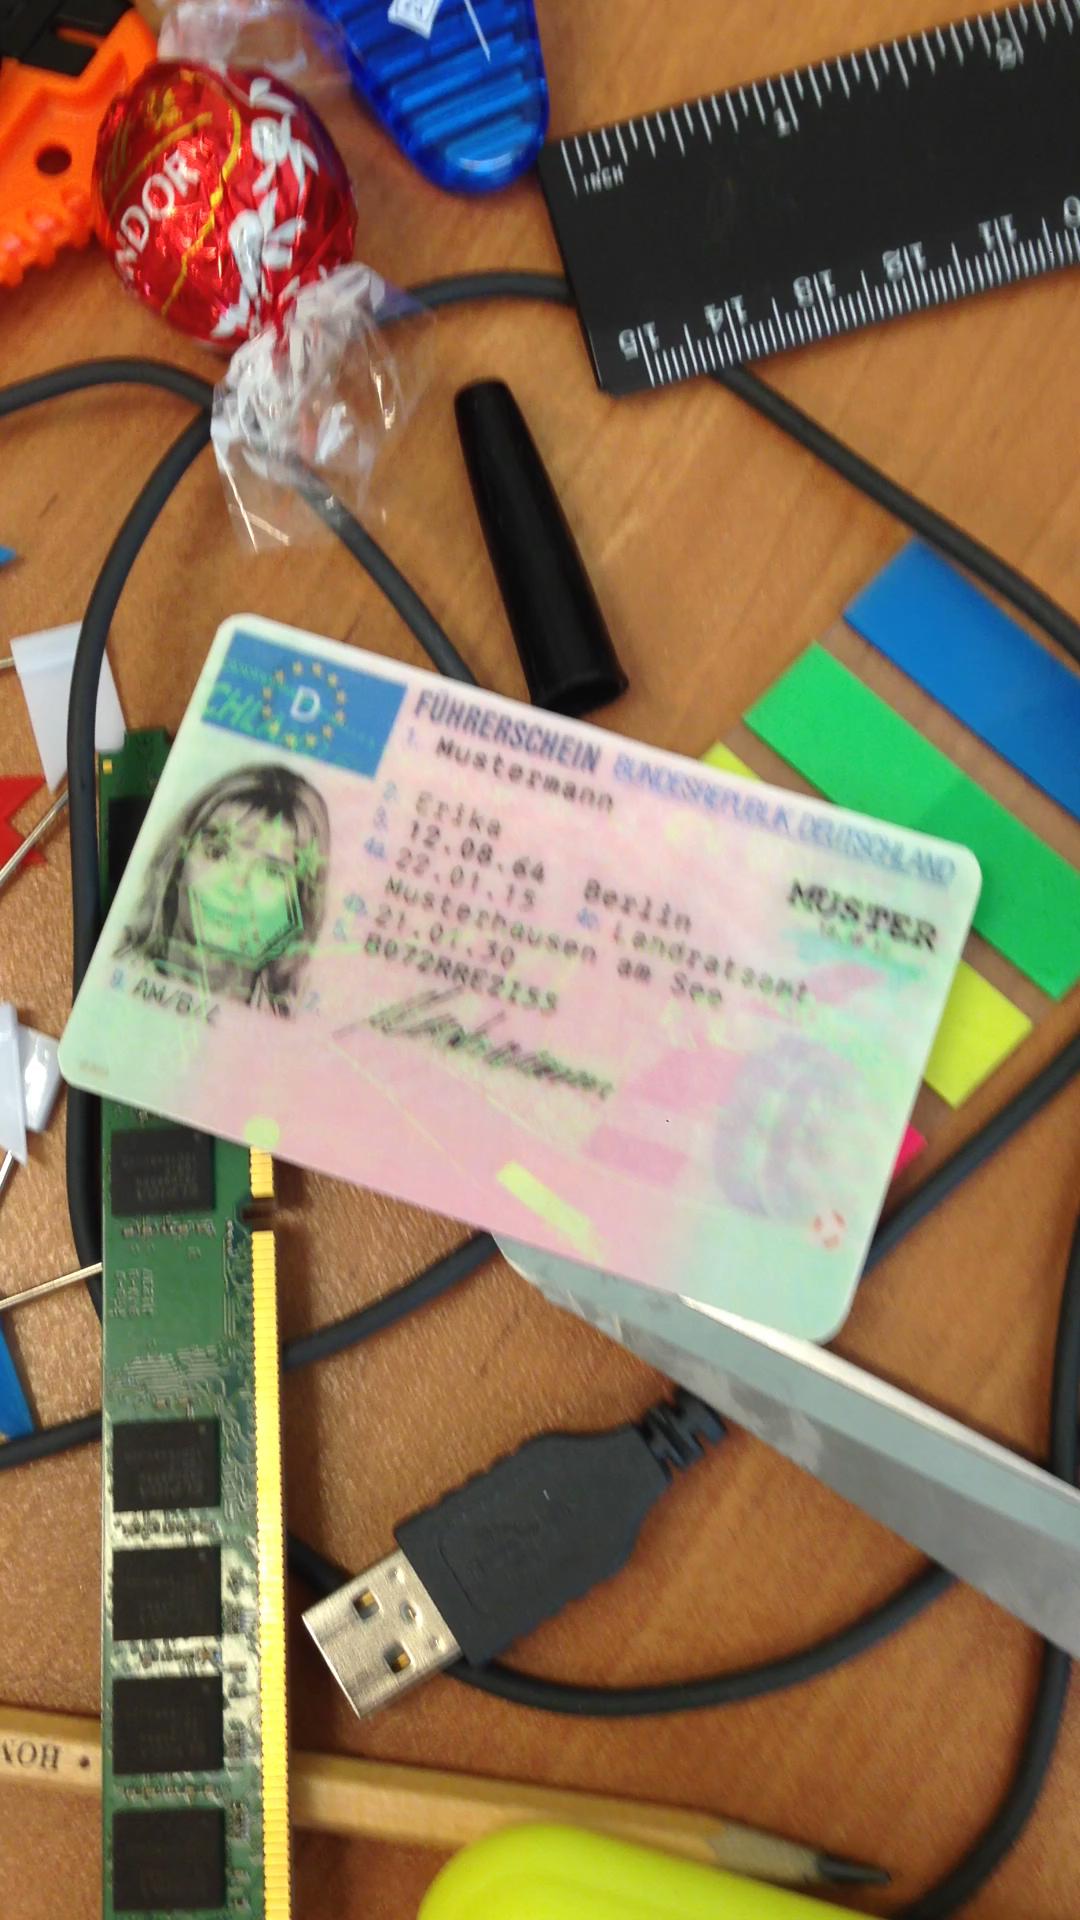 NDOR
INCH
1
2
15 14 13 12 11
D
FÜHRERSCHEIN BUNDESREPUBLIK DEUTSCHLAND
1. Mustermann
2. Erika
3. 12.08.64 Berlin
4a. 22.01.15 4c. Landratsamt
Musterhausen am See
4b. 21.01.30
5. B072RRE2I55
MUSTER
7.
9. AM/B/L